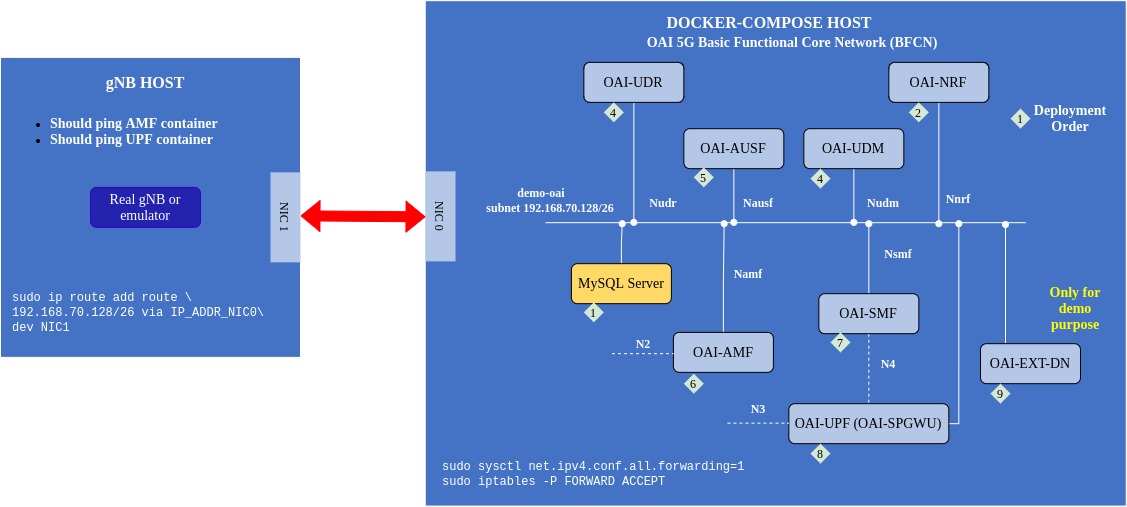 DOCKER-COMPOSE HOST
OAI 5G Basic Functional Core Network (BFCN)
gNB HOST
Should ping AMF container
Should ping UPF container
Real gNB or
emulator
NIC 1
sudo ip route add route \
192.168.70.128/26 via IP_ADDR_NIC0\
dev NIC1
NIC 0
OAI-UDR
4
OAI-NRF
2
1
Deployment
Order
OAI-AUSF
5
OAI-UDM
4
demo-oai
subnet 192.168.70.128/26
Nudr
Nausf
Nudm
Nnrf
MySQL Server
1
Namf
Nsmf
OAI-SMF
7
Only for
demo
purpose
N2
OAI-AMF
6
N4
OAI-EXT-DN
9
N3
OAI-UPF (OAI-SPGWU)
8
sudo sysctl net.ipv4.conf.all.forwarding=1
sudo iptables -P FORWARD ACCEPT